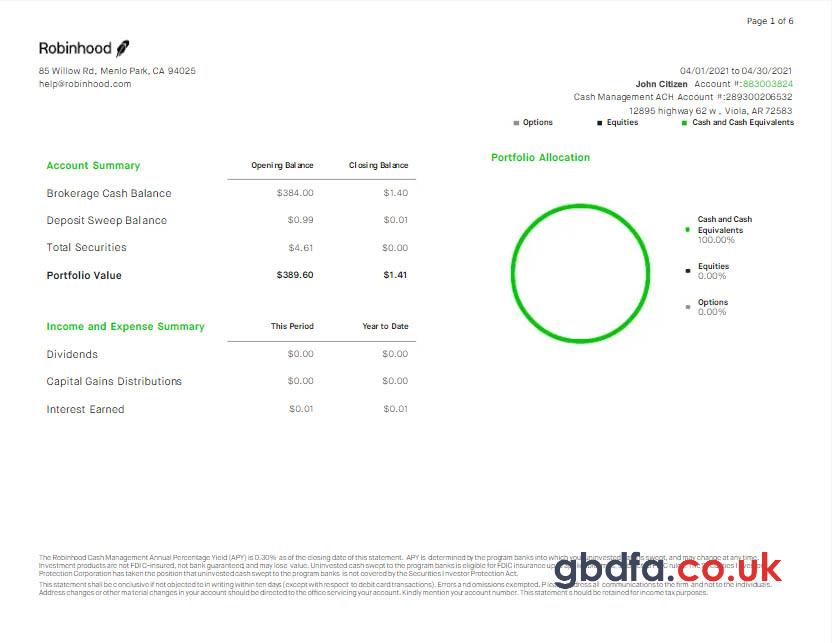 Page 1 of 6
Robinhood
85 Willow Rd, Menlo Park, CA 94025
help@robinhood.com
04/01/2021 to 04/30/2021
John Citizen Account #:883003824
Cash Management ACH Account #:289300206532
12895 highway 62 w , Viola, AR 72583
Options Equities Cash and Cash Equivalents
Account Summary Opening Balance Closing Balance
Brokerage Cash Balance $384.00 $1.40
Deposit Sweep Balance $0.99 $0.01
Total Securities $4.61 $0.00
Portfolio Value $389.60 $1.41
Portfolio Allocation
Cash and Cash
Equivalents
100.00%
Equities
0.00%
Options
0.00%
Income and Expense Summary This Period Year to Date
Dividends $0.00 $0.00
Capital Gains Distributions $0.00 $0.00
Interest Earned $0.01 $0.01
The Robinhood Cash Management Annual Percentage Yield (APY) is 0.30% as of the closing date of this statement. APY is determined by the program banks into which your uninvested swept, and may change at any time.
Investment products are not FDIC-insured, not bank guaranteed, and may lose value. Uninvested cash swept to the program banks is eligible for FDIC insurance
Protection Corporation has taken the position that uninvested cash swept to the program banks is not covered by the Securities Investor Protection Act.
This statement shall be conclusive if not objected to in writing within ten days (except with respect to debit card transactions). Errors and omissions exempted. Please address all communications to the firm and not to the individuals.
Address changes or other material changes in your account should be directed to the office servicing your account. Kindly mention your account number. This statement should be retained for income tax purposes.
gbdfd.co.uk